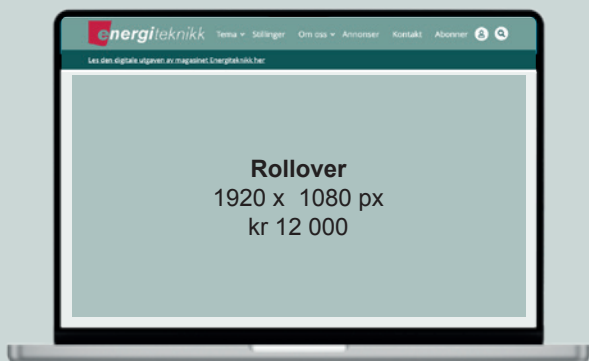 energiteknikk Tema Stillinger Om oss Annonser Kontakt Abonner
Les den digitale utgaven av magasinet Energiteknikk her
Rollover
1920 x 1080 px
kr 12 000